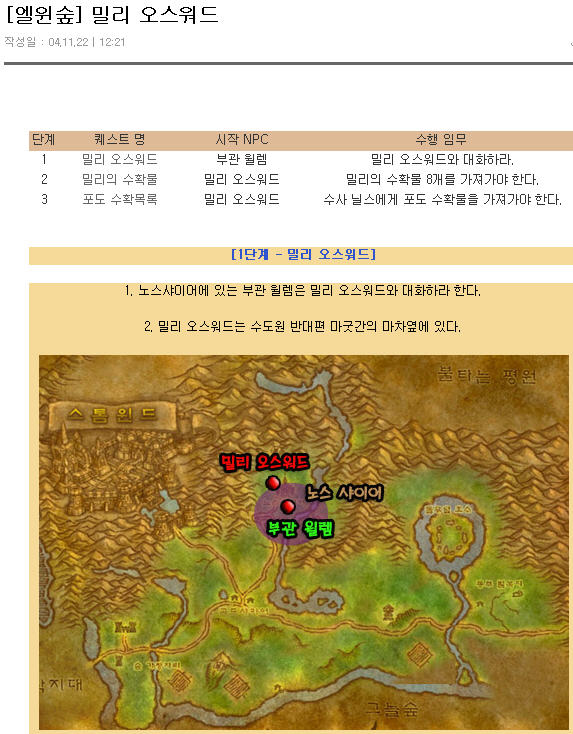 [엘윈숲] 밀리 오스워드
작성일 : 04,11,22 | 12:21
단계 퀘스트 명 시작 NPC 수행 임무
1 밀리 오스워드 부관 윌렘 밀리 오스워드와 대화하라.
2 밀리의 수확물 밀리 오스워드 밀리의 수확물 8개를 가져가야 한다.
3 포도 수확목록 밀리 오스워드 수사 닐스에게 포도 수확물을 가져가야 한다.
[1단계 - 밀리 오스워드]
1. 노스샤이어에 있는 부관 윌렘은 밀리 오스워드와 대화하라 한다.
2. 밀리 오스워드는 수도원 반대편 마굿간의 마차옆에 있다.
불타는 평원
스톰윈드
밀리 오스워드
노스 샤이어
부관 윌렘
골드샤이어
그늘숲